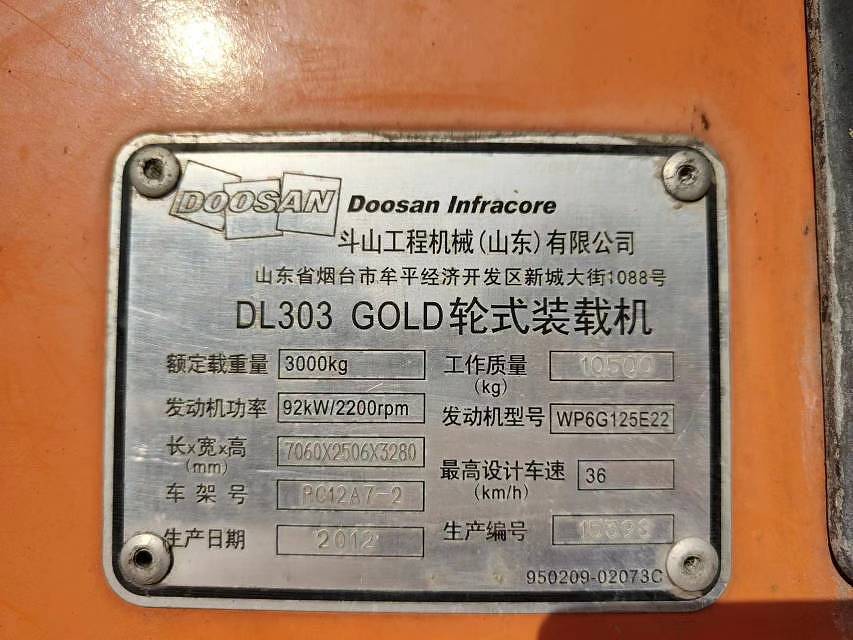 DOOSAN Doosan Infracore
斗山工程机械(山东)有限公司
山东省烟台市牟平经济开发区新城大街1088号
DL303 GOLD轮式装载机
额定载重量 3000kg 工作质量 (kg) 10500
发动机功率 92kW/2200rpm 发动机型号 WP6G125E22
长x宽x高 (mm) 7060X2506X3280 最高设计车速 (km/h) 36
车架号
生产日期 2012 生产编号
950209-02073C